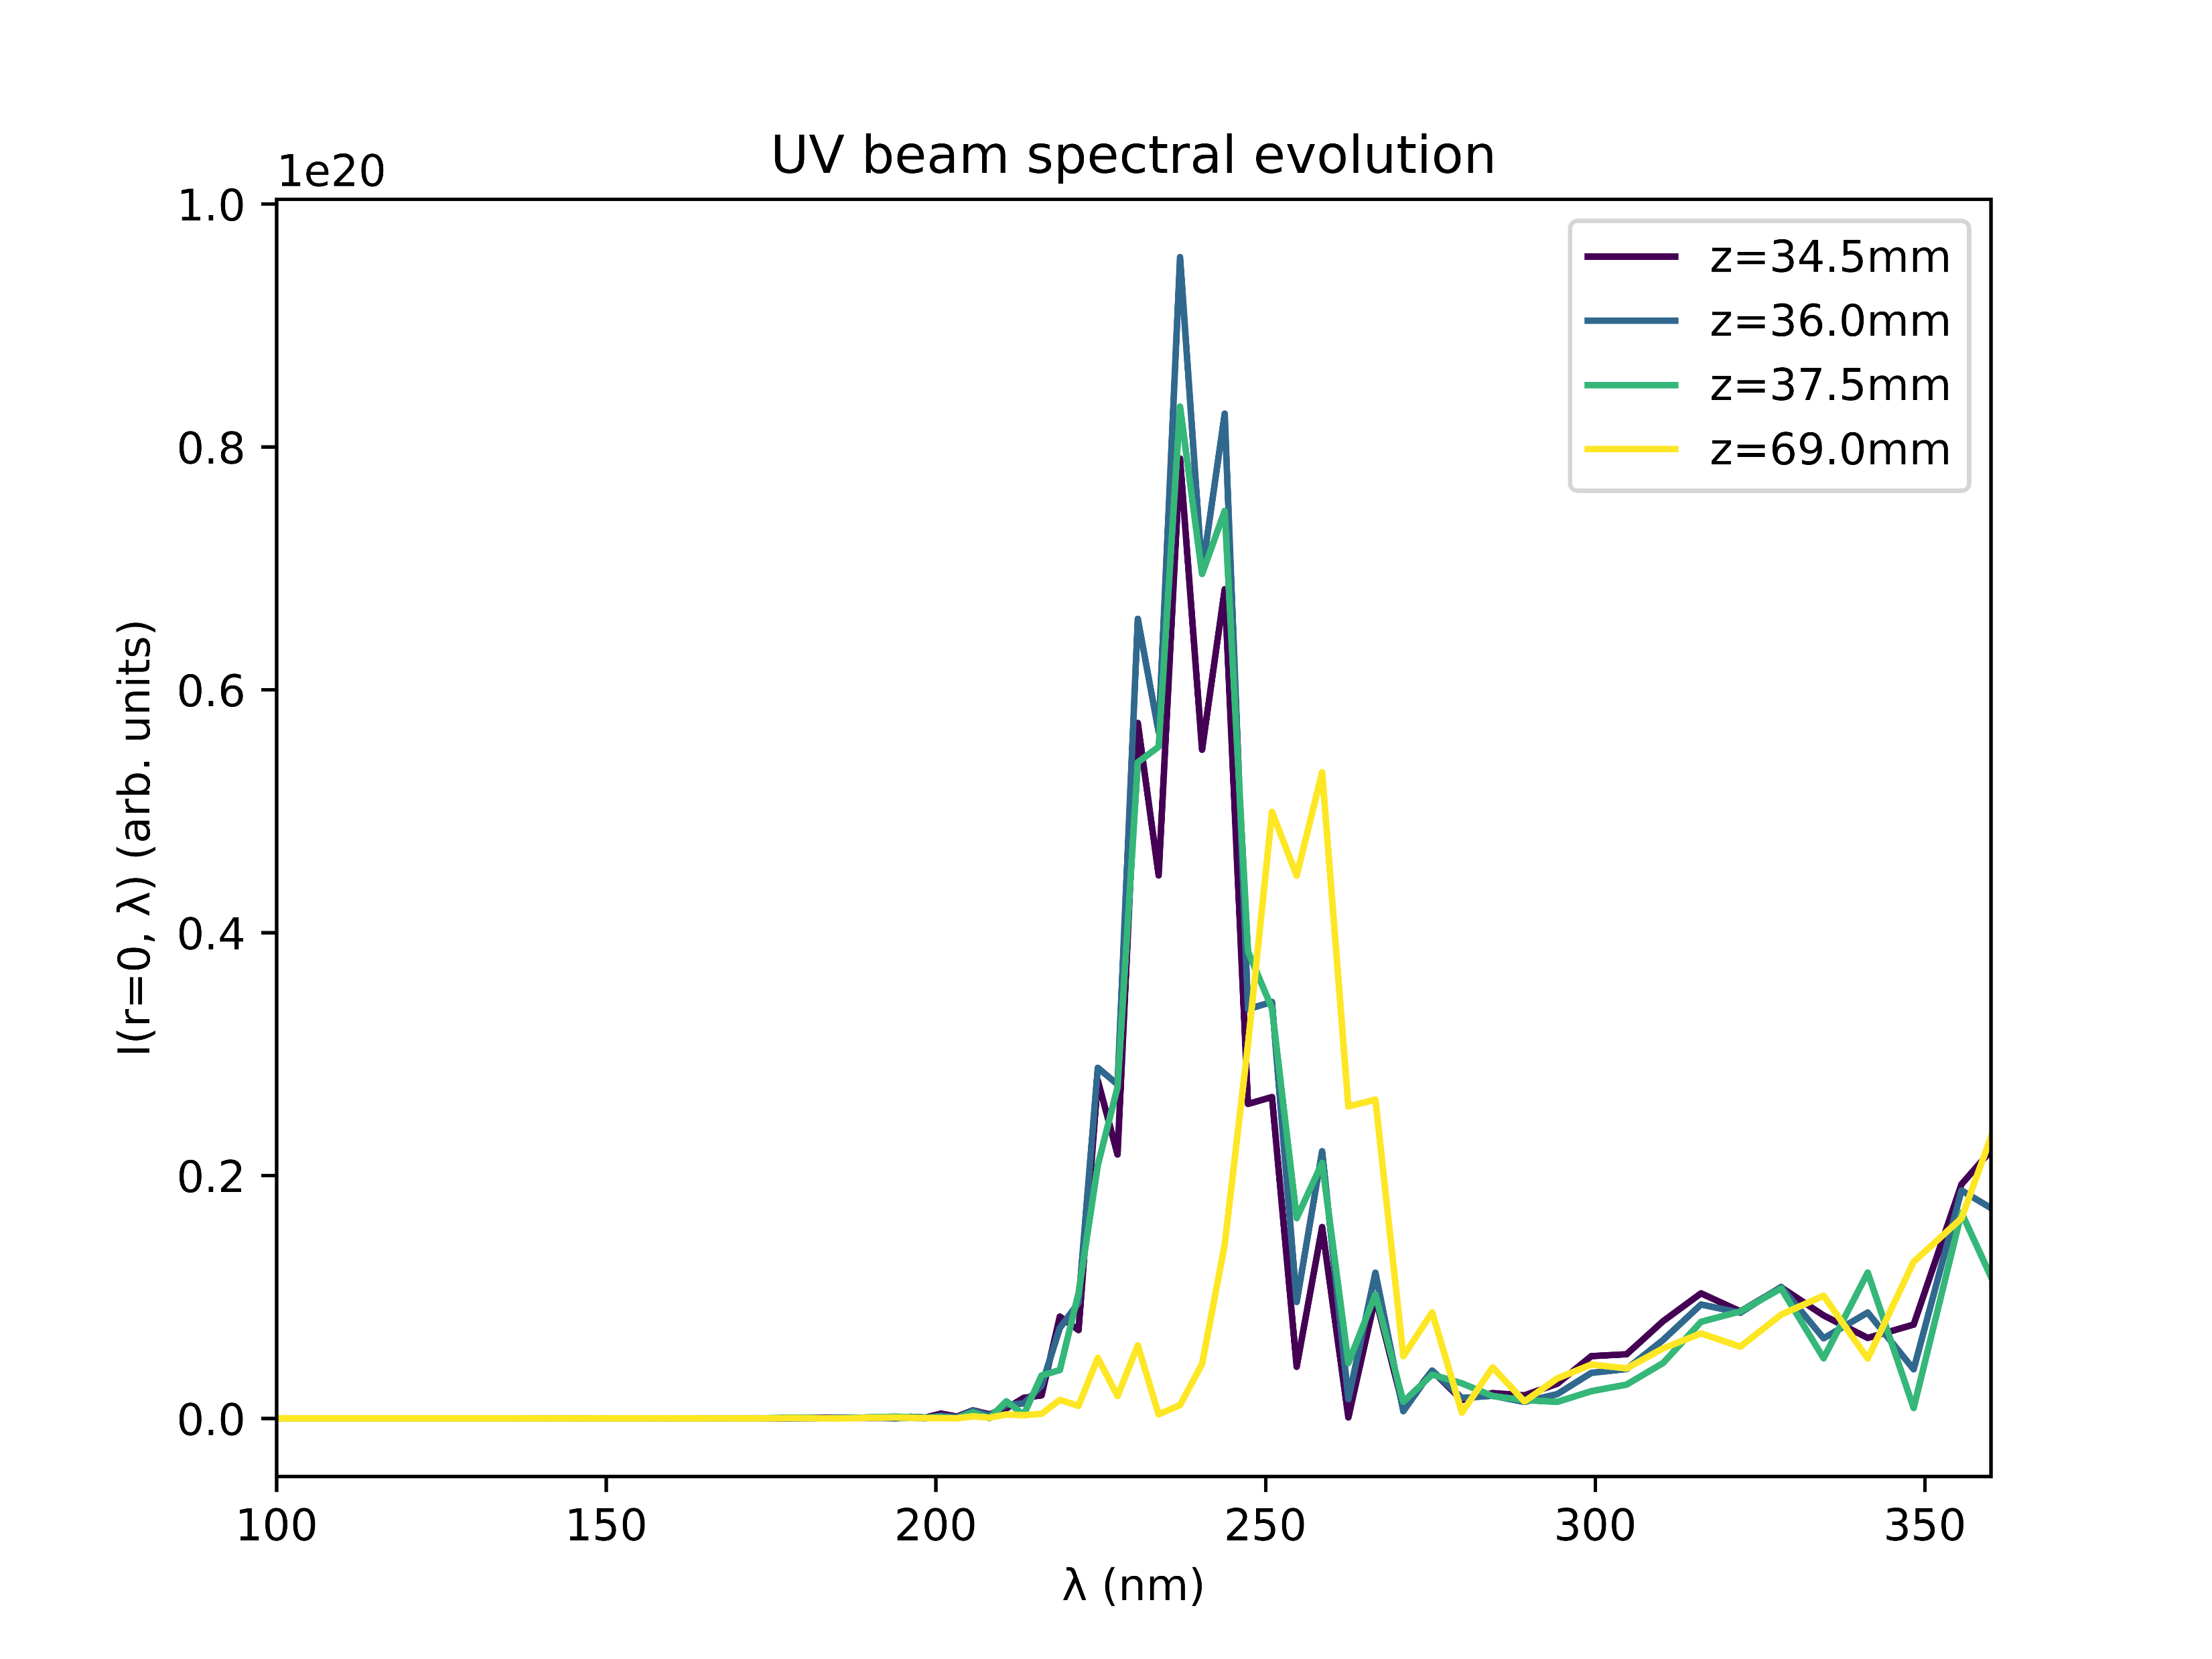 UV beam spectral evolution
1e20
1.0
0.8
0.6
0.4
0.2
0.0
I(r=0, λ) (arb. units)
z=34.5mm
z=36.0mm
z=37.5mm
z=69.0mm
100 150 200 250 300 350
λ (nm)